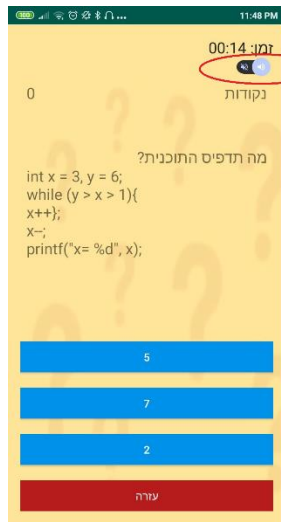 100 11:48 PM
זמן: 00:14
נקודות 0
מה תדפיס התוכנית?
int x = 3, y = 6;
while (y > x > 1){
x++};
x--;
printf("x= %d", x);
5
7
2
עזרה